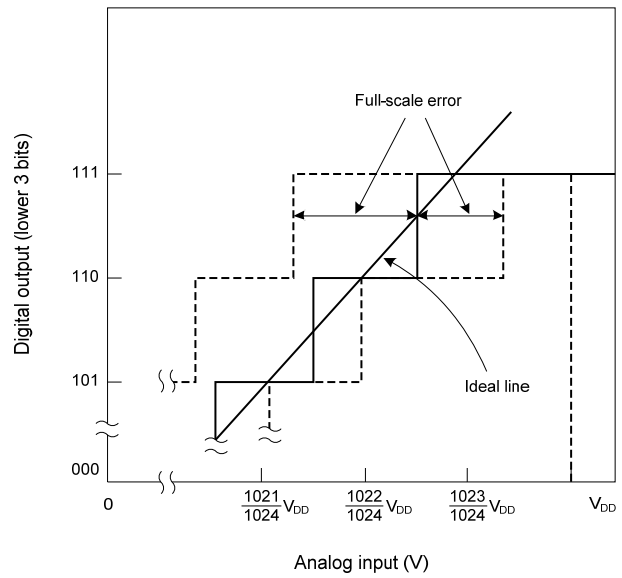 Full-scale error
Digital output (lower 3 bits)
111
110
101
000
Ideal line
0
1021/1024 VDD
1022/1024 VDD
1023/1024 VDD
VDD
Analog input (V)